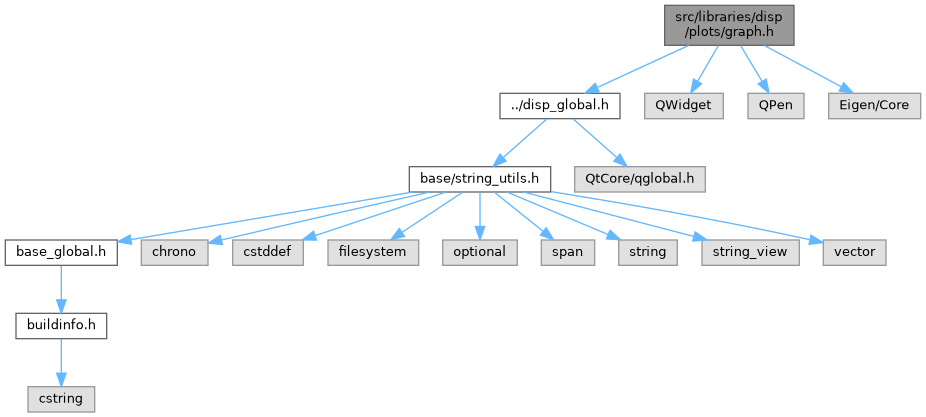 src/libraries/disp
/plots/graph.h
../disp_global.h
QWidget
QPen
Eigen/Core
base/string_utils.h
QtCore/qglobal.h
base_global.h
chrono
cstddef
filesystem
optional
span
string
string_view
vector
buildinfo.h
cstring